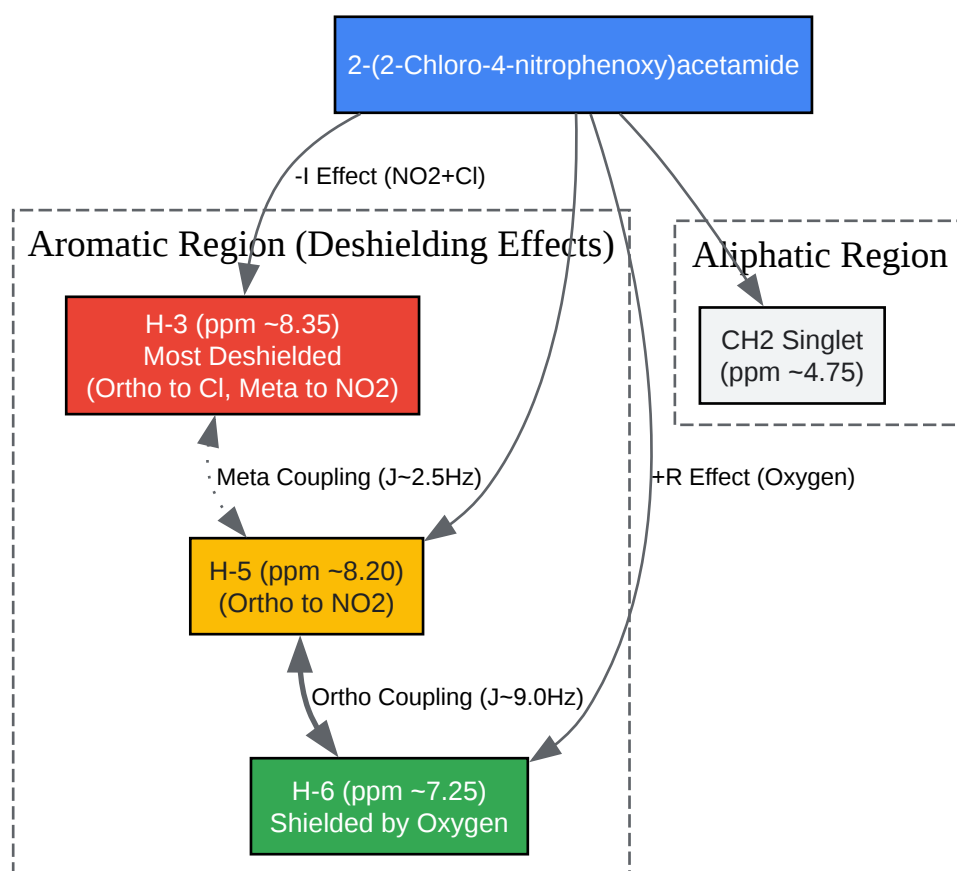 2-(2-Chloro-4-nitrophenoxy)acetamide
-I Effect (NO2+Cl)
Aromatic Region (Deshielding Effects)
Aliphatic Region
H-3 (ppm ~8.35)
Most Deshielded
(Ortho to Cl, Meta to NO2)
CH2 Singlet
(ppm ~4.75)
Meta Coupling (J~2.5Hz)
+R Effect (Oxygen)
H-5 (ppm ~8.20)
(Ortho to NO2)
Ortho Coupling (J~9.0Hz)
H-6 (ppm ~7.25)
Shielded by Oxygen